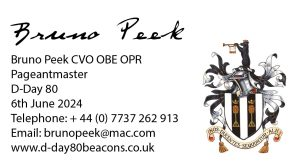 Bruno Peek
Bruno Peek CVO OBE OPR
Pageantmaster
D-Day 80
6th June 2024
Telephone: + 44 (0) 7737 262 913
Email: brunopeek@mac.com
www.d-day80beacons.co.uk